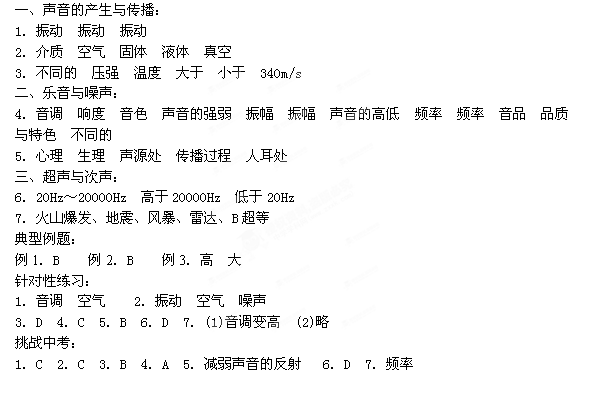 一、声音的产生与传播：
1. 振动　振动　振动
2. 介质　空气　固体　液体　真空
3. 不同的　压强　温度　大于　小于　340m/s
二、乐音与噪声：
4. 音调　响度　音色　声音的强弱　振幅　振幅　声音的高低　频率　频率　音品　品质
与特色　不同的
5. 心理　生理　声源处　传播过程　人耳处
三、超声与次声：
6. 20Hz～20000Hz　高于20000Hz　低于20Hz
7. 火山爆发、地震、风暴、雷达、B超等
典型例题：
例1. B　　例2. B　　例3. 高　大
针对性练习：
1. 音调　空气　　2. 振动　空气　噪声
3. D　4. C　5. B　6. D　7. (1)音调变高　(2)略
挑战中考：
1. C　2. C　3. B　4. A　5. 减弱声音的反射　　6. D　7. 频率